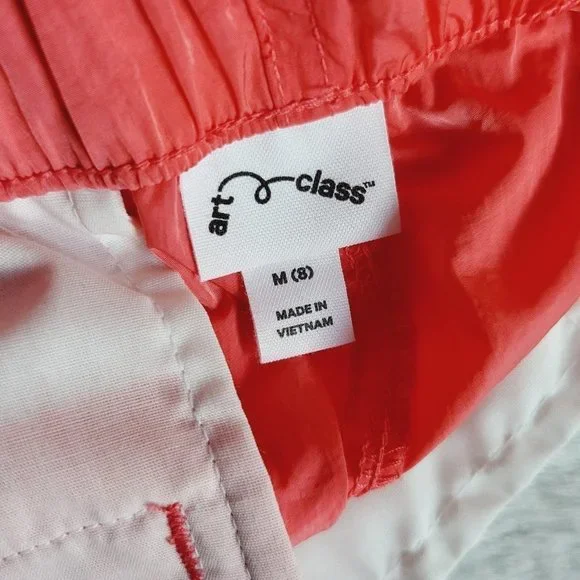 art class™
M (8)
MADE IN
VIETNAM